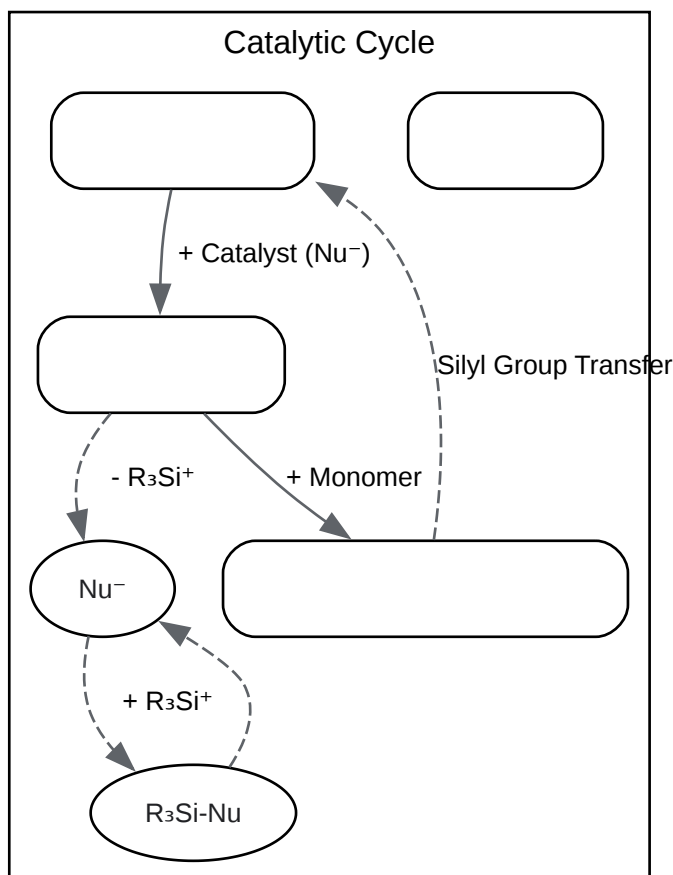 Catalytic Cycle
+ Catalyst (Nu⁻)
Silyl Group Transfer
- R₃Si⁺
+ Monomer
Nu⁻
+ R₃Si⁺
R₃Si-Nu